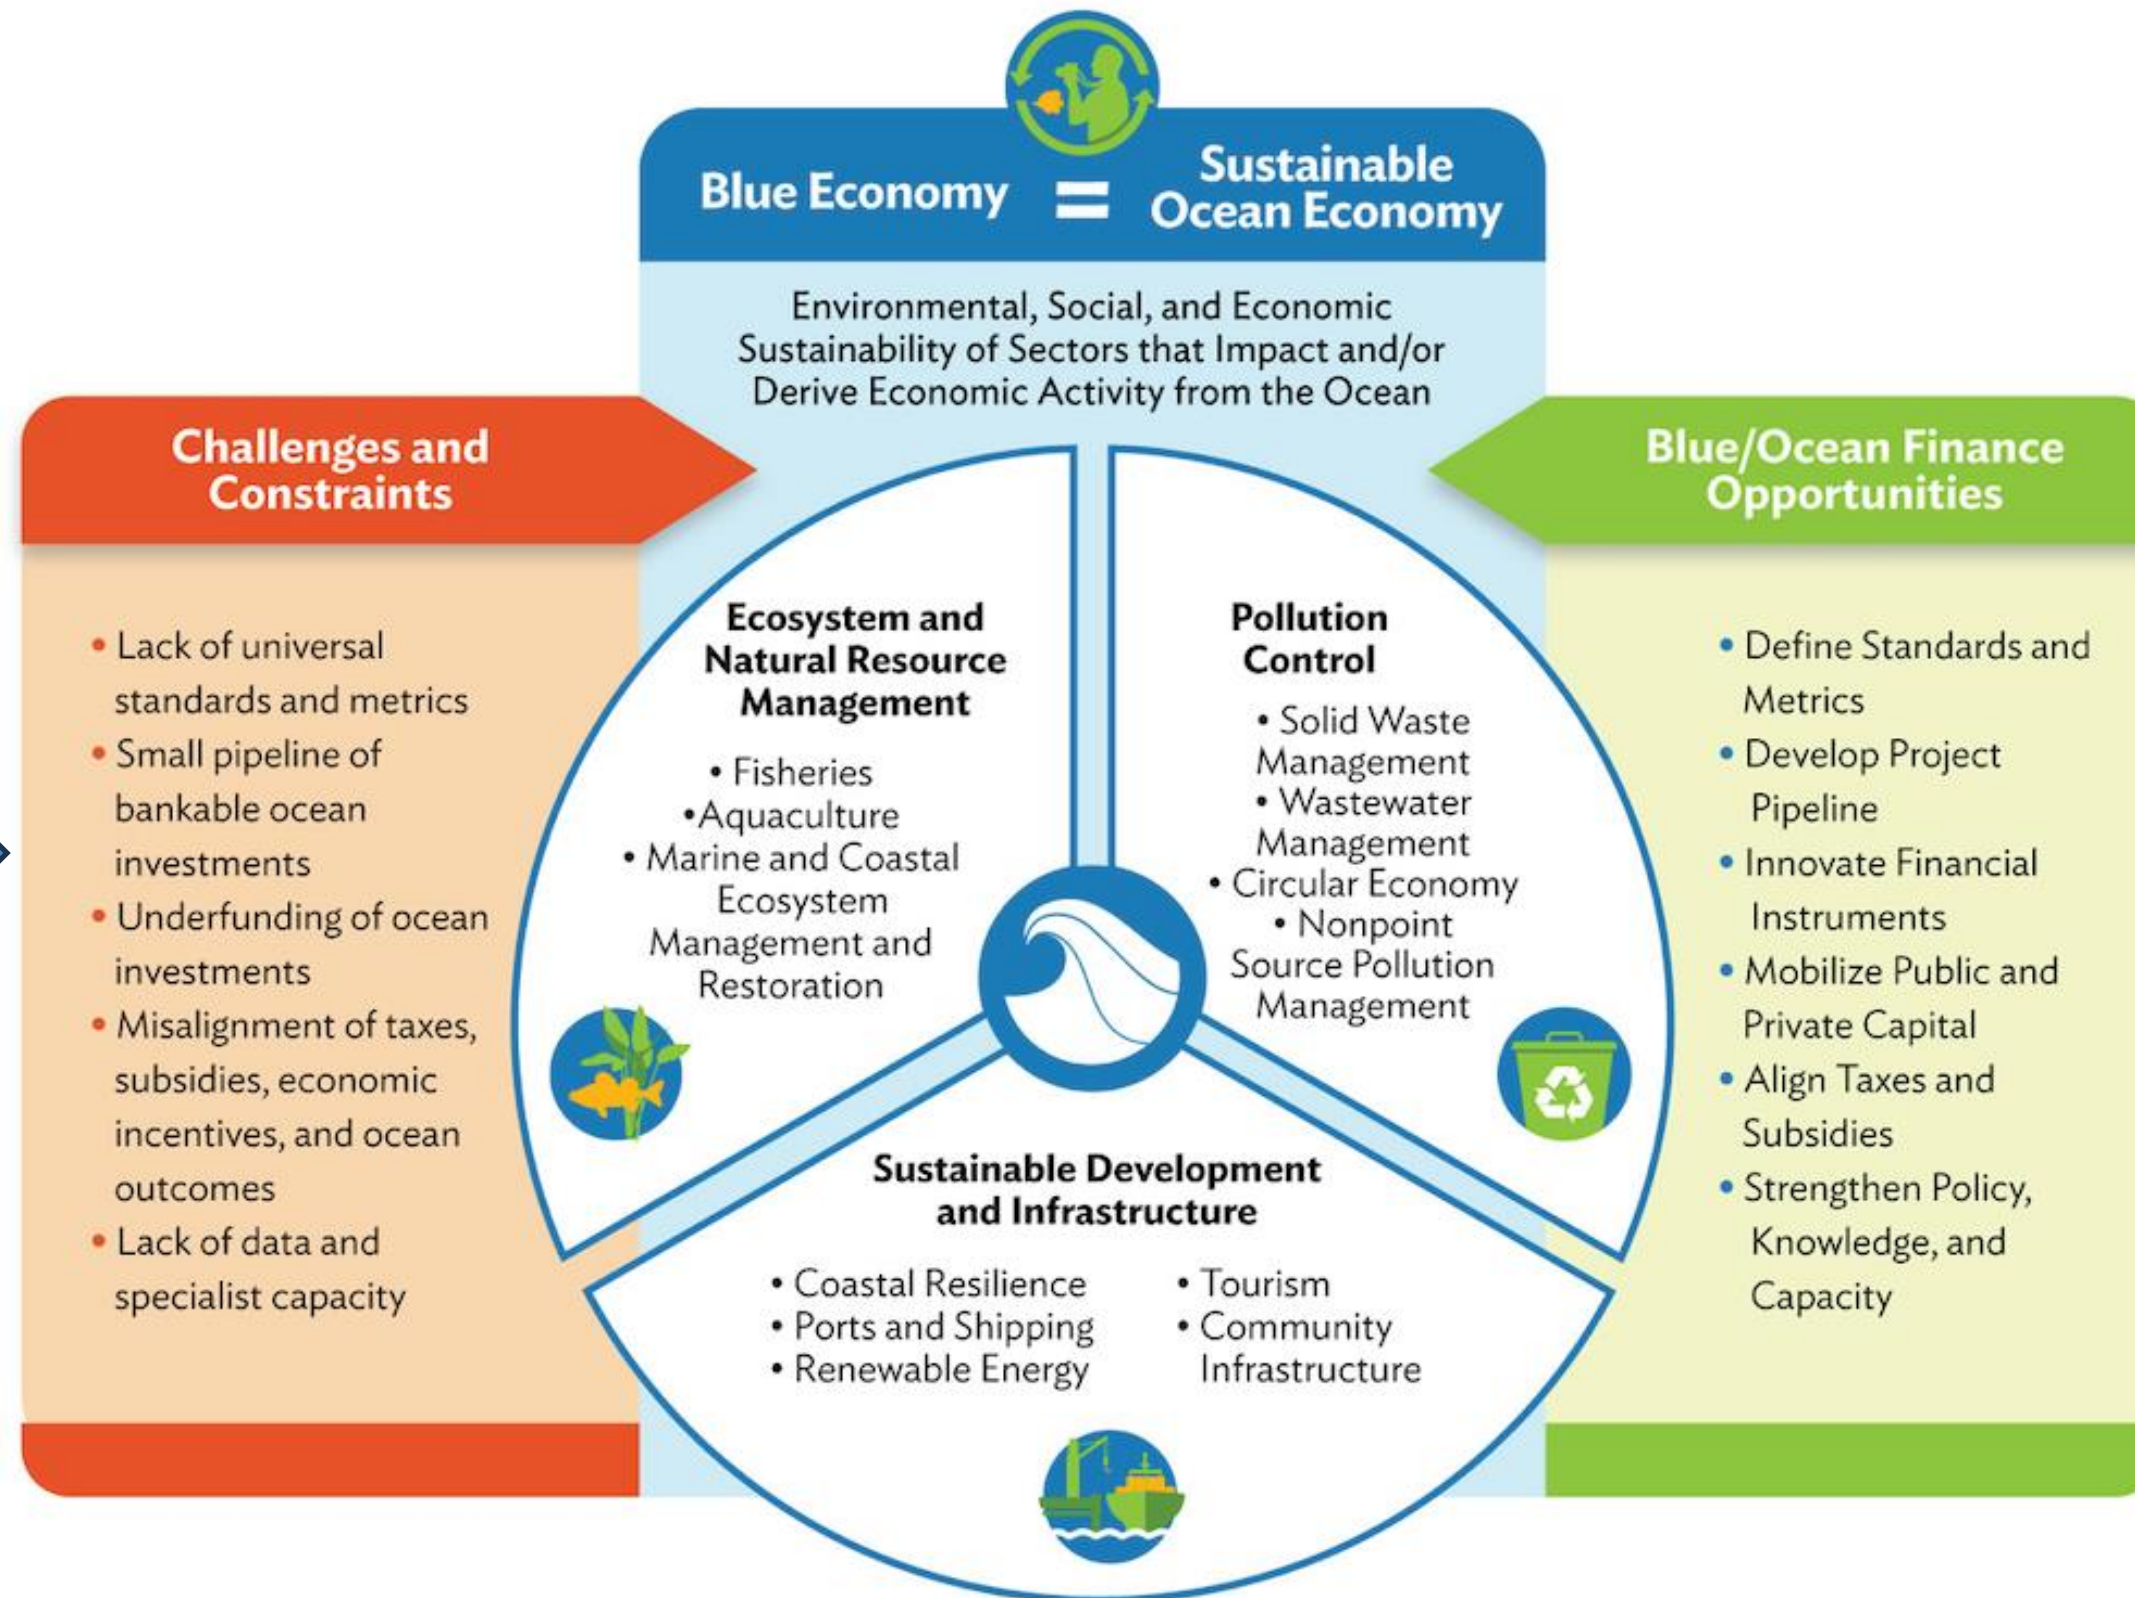 Blue Economy = Sustainable
Ocean Economy
Environmental, Social, and Economic
Sustainability of Sectors that Impact and/or
Derive Economic Activity from the Ocean
Challenges and
Constraints
• Lack of universal
standards and metrics
• Small pipeline of
bankable ocean
investments
• Underfunding of ocean
investments
• Misalignment of taxes,
subsidies, economic
incentives, and ocean
outcomes
• Lack of data and
specialist capacity
Ecosystem and
Natural Resource
Management
• Fisheries
•Aquaculture
• Marine and Coastal
Ecosystem
Management and
Restoration
Pollution
Control
• Solid Waste
Management
• Wastewater
Management
• Circular Economy
• Nonpoint
Source Pollution
Management
Sustainable Development
and Infrastructure
• Coastal Resilience
• Ports and Shipping
• Renewable Energy
• Tourism
• Community
Infrastructure
Blue/Ocean Finance
Opportunities
• Define Standards and
Metrics
• Develop Project
Pipeline
• Innovate Financial
Instruments
• Mobilize Public and
Private Capital
• Align Taxes and
Subsidies
• Strengthen Policy,
Knowledge, and
Capacity